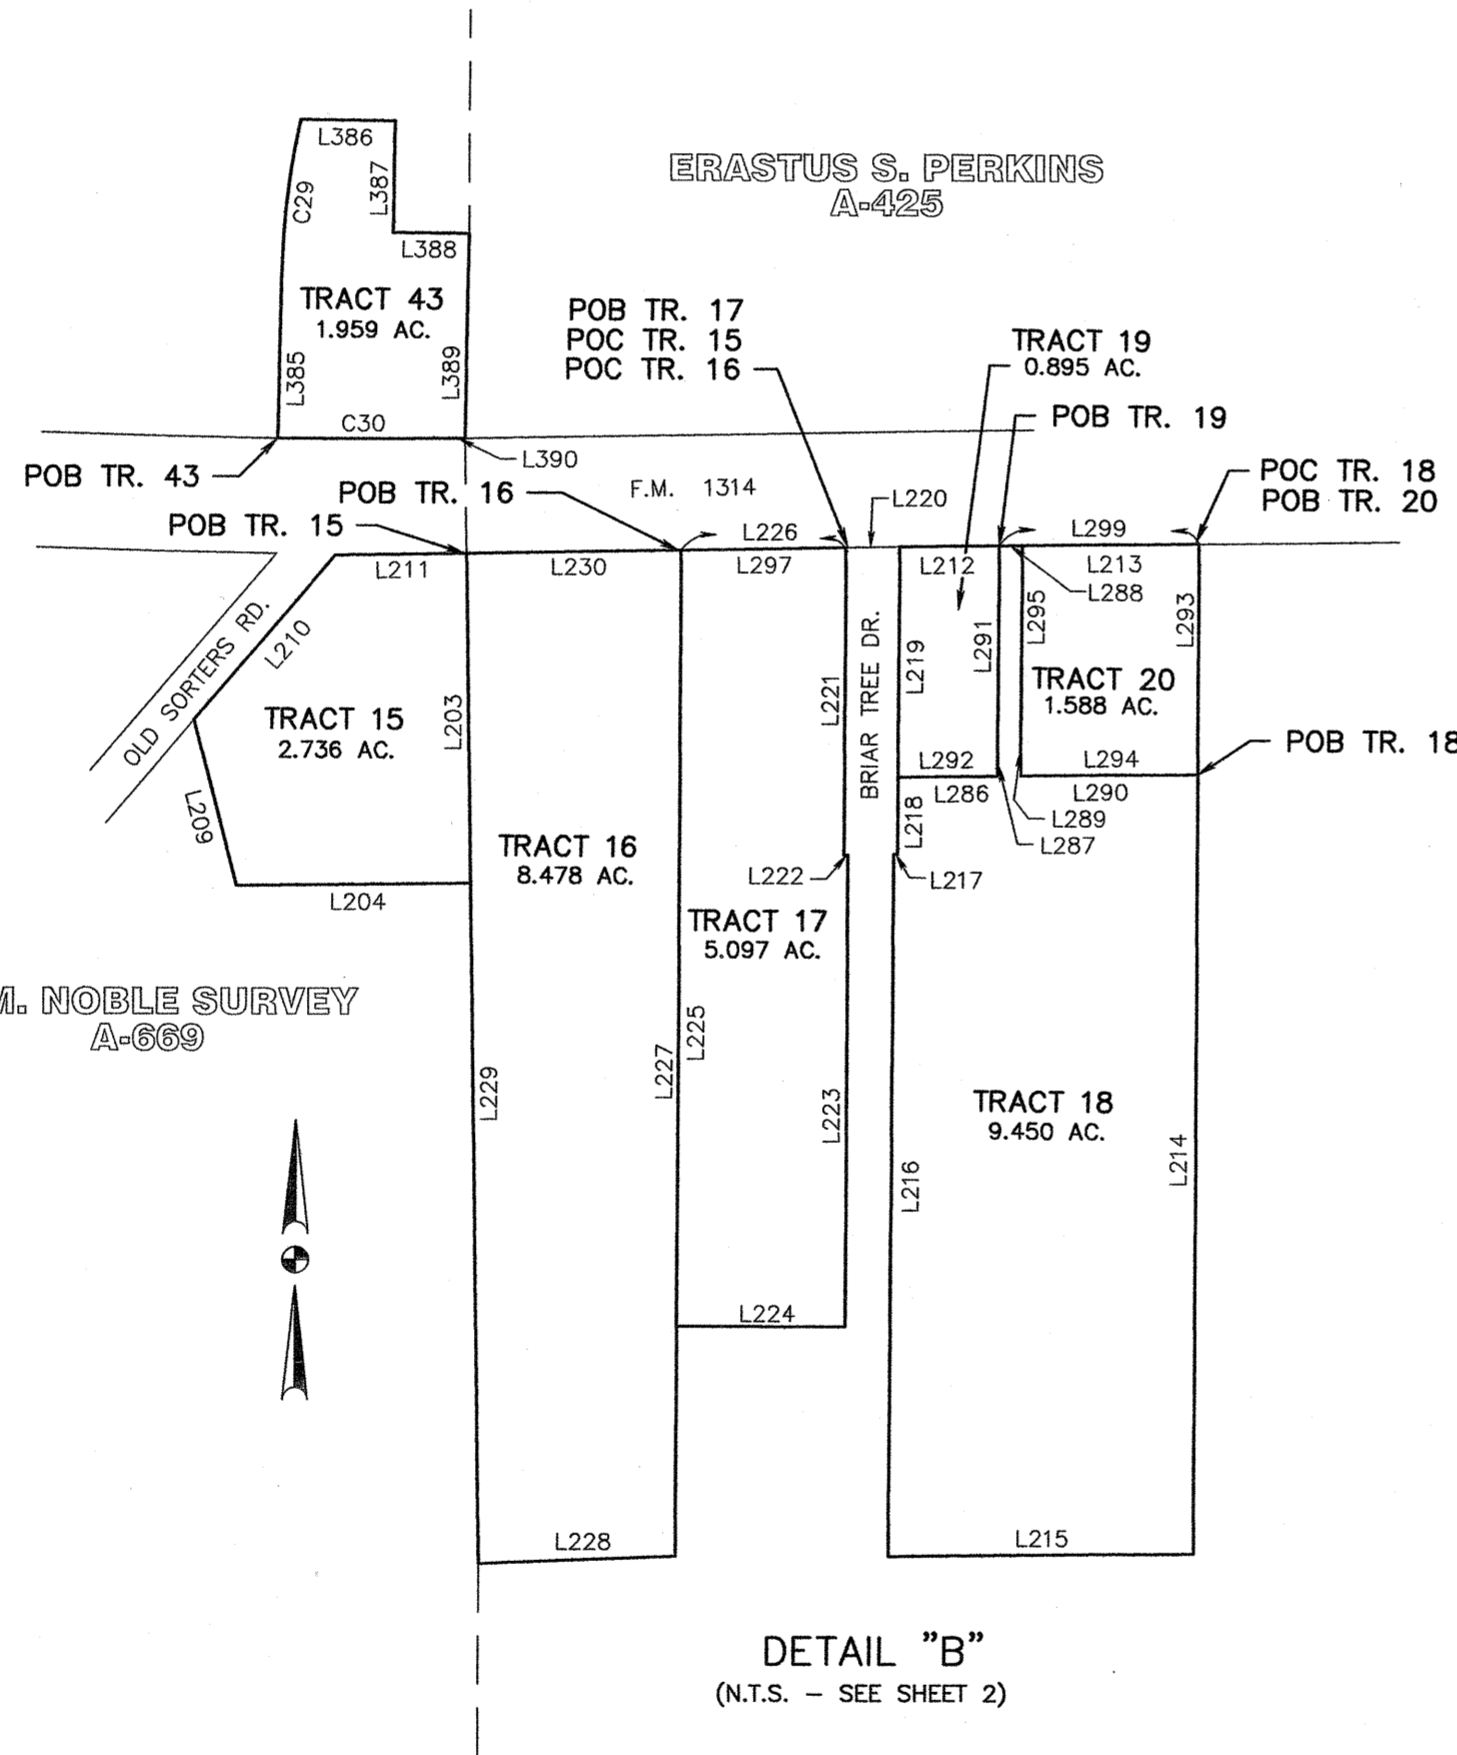 L386
ERASTUS S. PERKINS
A-425
C29
L387
L388
TRACT 43
1.959 AC.
POB TR. 17
POC TR. 15
POC TR. 16
TRACT 19
0.895 AC.
L385
L389
C30
POB TR. 19
L390
POB TR. 43
POB TR. 16
F.M. 1314
L220
POC TR. 18
POB TR. 20
POB TR. 15
L226
L299
L211
L230
L297
L212
L213
L288
L210
OLD SORTERS RD.
L203
L221
BRIAR TREE DR.
L219
L291
L295
L293
TRACT 15
2.736 AC.
TRACT 20
1.588 AC.
POB TR. 18
L292
L294
L286
L290
L209
L218
L289
L287
TRACT 16
8.478 AC.
L222
L217
L204
TRACT 17
5.097 AC.
M. NOBLE SURVEY
A-669
L225
L227
L229
L223
TRACT 18
9.450 AC.
L216
L214
L224
L228
L215
DETAIL "B"
(N.T.S. – SEE SHEET 2)